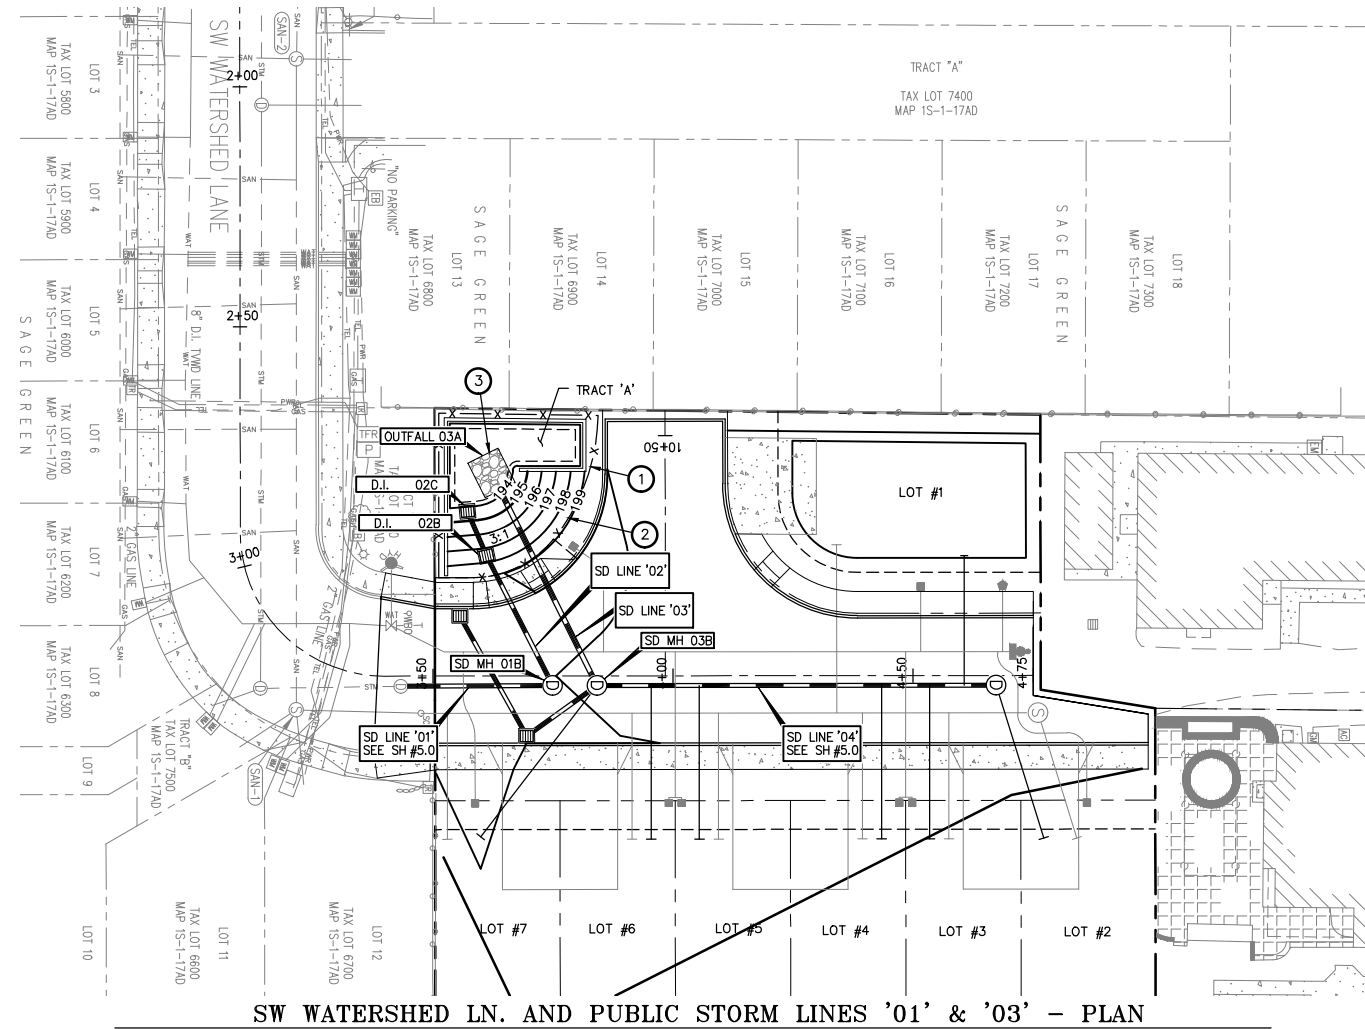 SAN-2
SW WATERSHED LANE
LOT 3
TAX LOT 5800
MAP 1S-1-17AD
LOT 4
TAX LOT 5900
MAP 1S-1-17AD
LOT 5
TAX LOT 6000
MAP 1S-1-17AD
LOT 6
TAX LOT 6100
MAP 1S-1-17AD
LOT 7
TAX LOT 6200
MAP 1S-1-17AD
LOT 8
TAX LOT 6300
MAP 1S-1-17AD
SAGE GREEN
LOT 9
LOT 10
2+00
2+50
3+00
8" D.I. TVWD LINE
2" GAS LINE
2" GAS LINE
"NO PARKING"
EB
TFR
P
TRACT "A"
TAX LOT 7400
MAP 1S-1-17AD
SAGE GREEN
LOT 13
TAX LOT 6800
MAP 1S-1-17AD
LOT 14
TAX LOT 6900
MAP 1S-1-17AD
LOT 15
TAX LOT 7000
MAP 1S-1-17AD
LOT 16
TAX LOT 7100
MAP 1S-1-17AD
LOT 17
TAX LOT 7200
MAP 1S-1-17AD
SAGE GREEN
LOT 18
TAX LOT 7300
MAP 1S-1-17AD
3
TRACT 'A'
OUTFALL 03A
D.I. 02C
D.I. 02B
194
195
196
197
198
199
3:1
1
2
10+50
LOT #1
SD LINE '02'
SD LINE '03'
SD MH 03B
SD MH 01B
SD LINE '01'
SEE SH #5.0
SD LINE '04'
SEE SH #5.0
4+50
4+75
TRACT "B"
TAX LOT 7500
MAP 1S-1-17AD
SAN-1
LOT 11
TAX LOT 6600
MAP 1S-1-17AD
LOT 12
TAX LOT 6700
MAP 1S-1-17AD
LOT #7
LOT #6
LOT #5
LOT #4
LOT #3
LOT #2
SW WATERSHED LN. AND PUBLIC STORM LINES '01' & '03' - PLAN